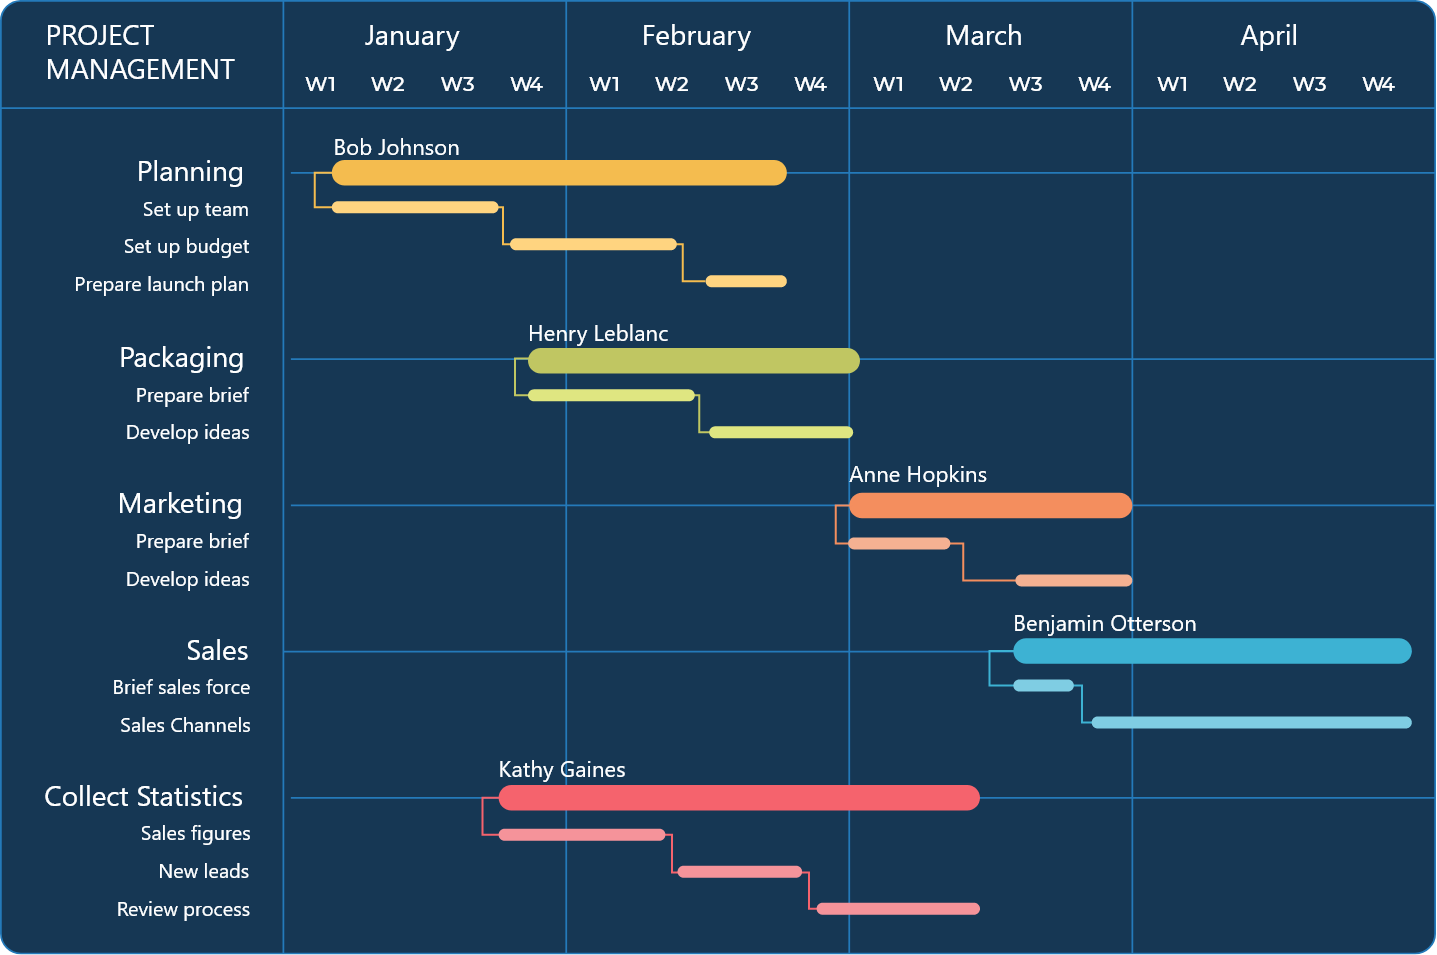 PROJECT
MANAGEMENT
January February March April
W1 W2 W3 W4 W1 W2 W3 W4 W1 W2 W3 W4 W1 W2 W3 W4
Bob Johnson
Planning
Set up team
Set up budget
Prepare launch plan
Henry Leblanc
Packaging
Prepare brief
Develop ideas
Anne Hopkins
Marketing
Prepare brief
Develop ideas
Benjamin Otterson
Sales
Brief sales force
Sales Channels
Kathy Gaines
Collect Statistics
Sales figures
New leads
Review process